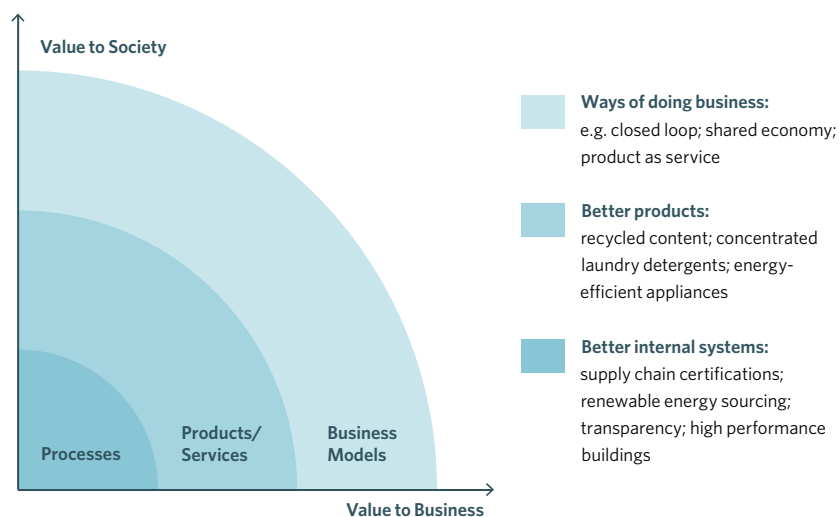 Value to Society
Processes
Products/
Services
Business
Models
Value to Business
Ways of doing business:
e.g. closed loop; shared economy;
product as service
Better products:
recycled content; concentrated
laundry detergents; energy-
efficient appliances
Better internal systems:
supply chain certifications;
renewable energy sourcing;
transparency; high performance
buildings